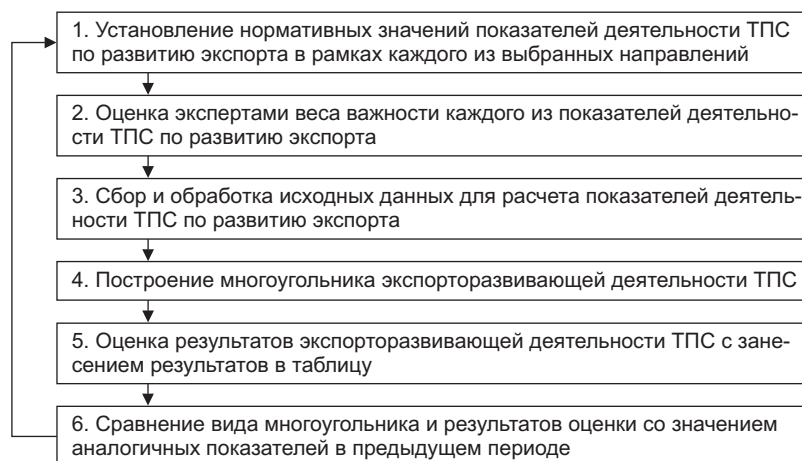 1. Установление нормативных значений показателей деятельности ТПС
по развитию экспорта в рамках каждого из выбранных направлений
2. Оценка экспертами веса важности каждого из показателей деятельно-
сти ТПС по развитию экспорта
3. Сбор и обработка исходных данных для расчета показателей деятель-
ности ТПС по развитию экспорта
4. Построение многоугольника экспорторазвивающей деятельности ТПС
5. Оценка результатов экспорторазвивающей деятельности ТПС с зане-
сением результатов в таблицу
6. Сравнение вида многоугольника и результатов оценки со значением
аналогичных показателей в предыдущем периоде